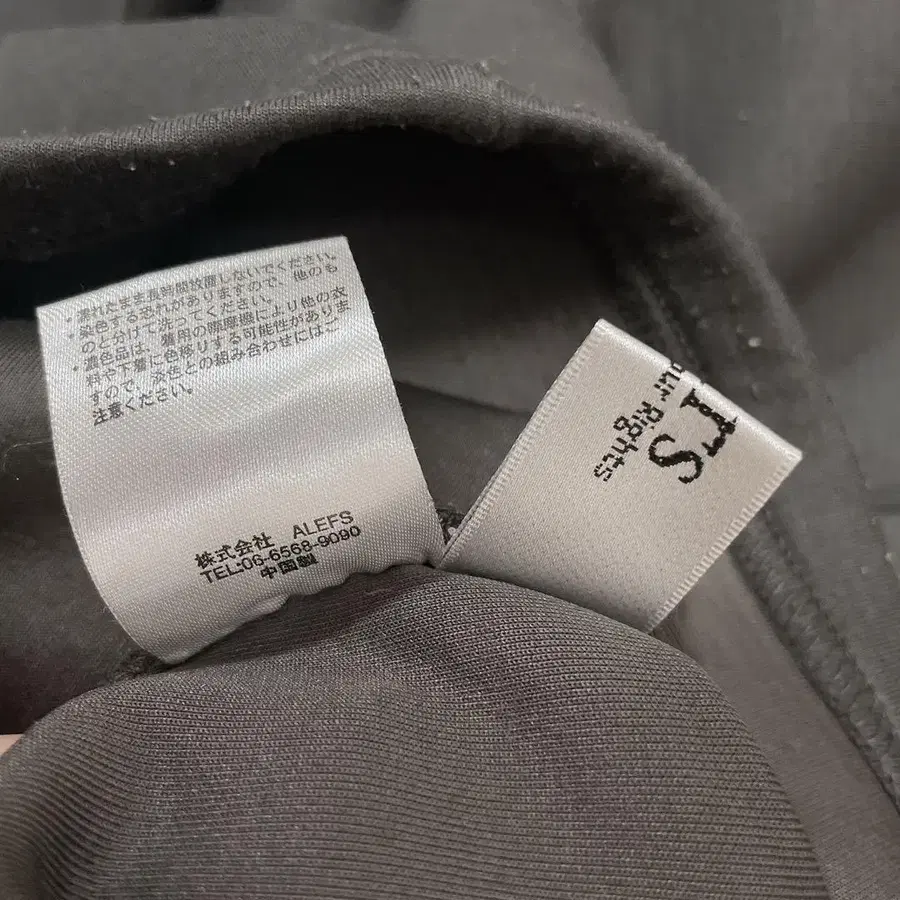 ・濡れたまま長時間放置しないでください。
染色する恐れがありますので、他のも
のと分けて洗ってください。
・濃色品は、着用の際摩擦により他の衣
料や下着に色移りする可能性がありま
すので、淡色との組み合わせにはご
注意ください。
株式会社 ALEFS
TEL:06-6568-9090
中国製
rs
our Rights